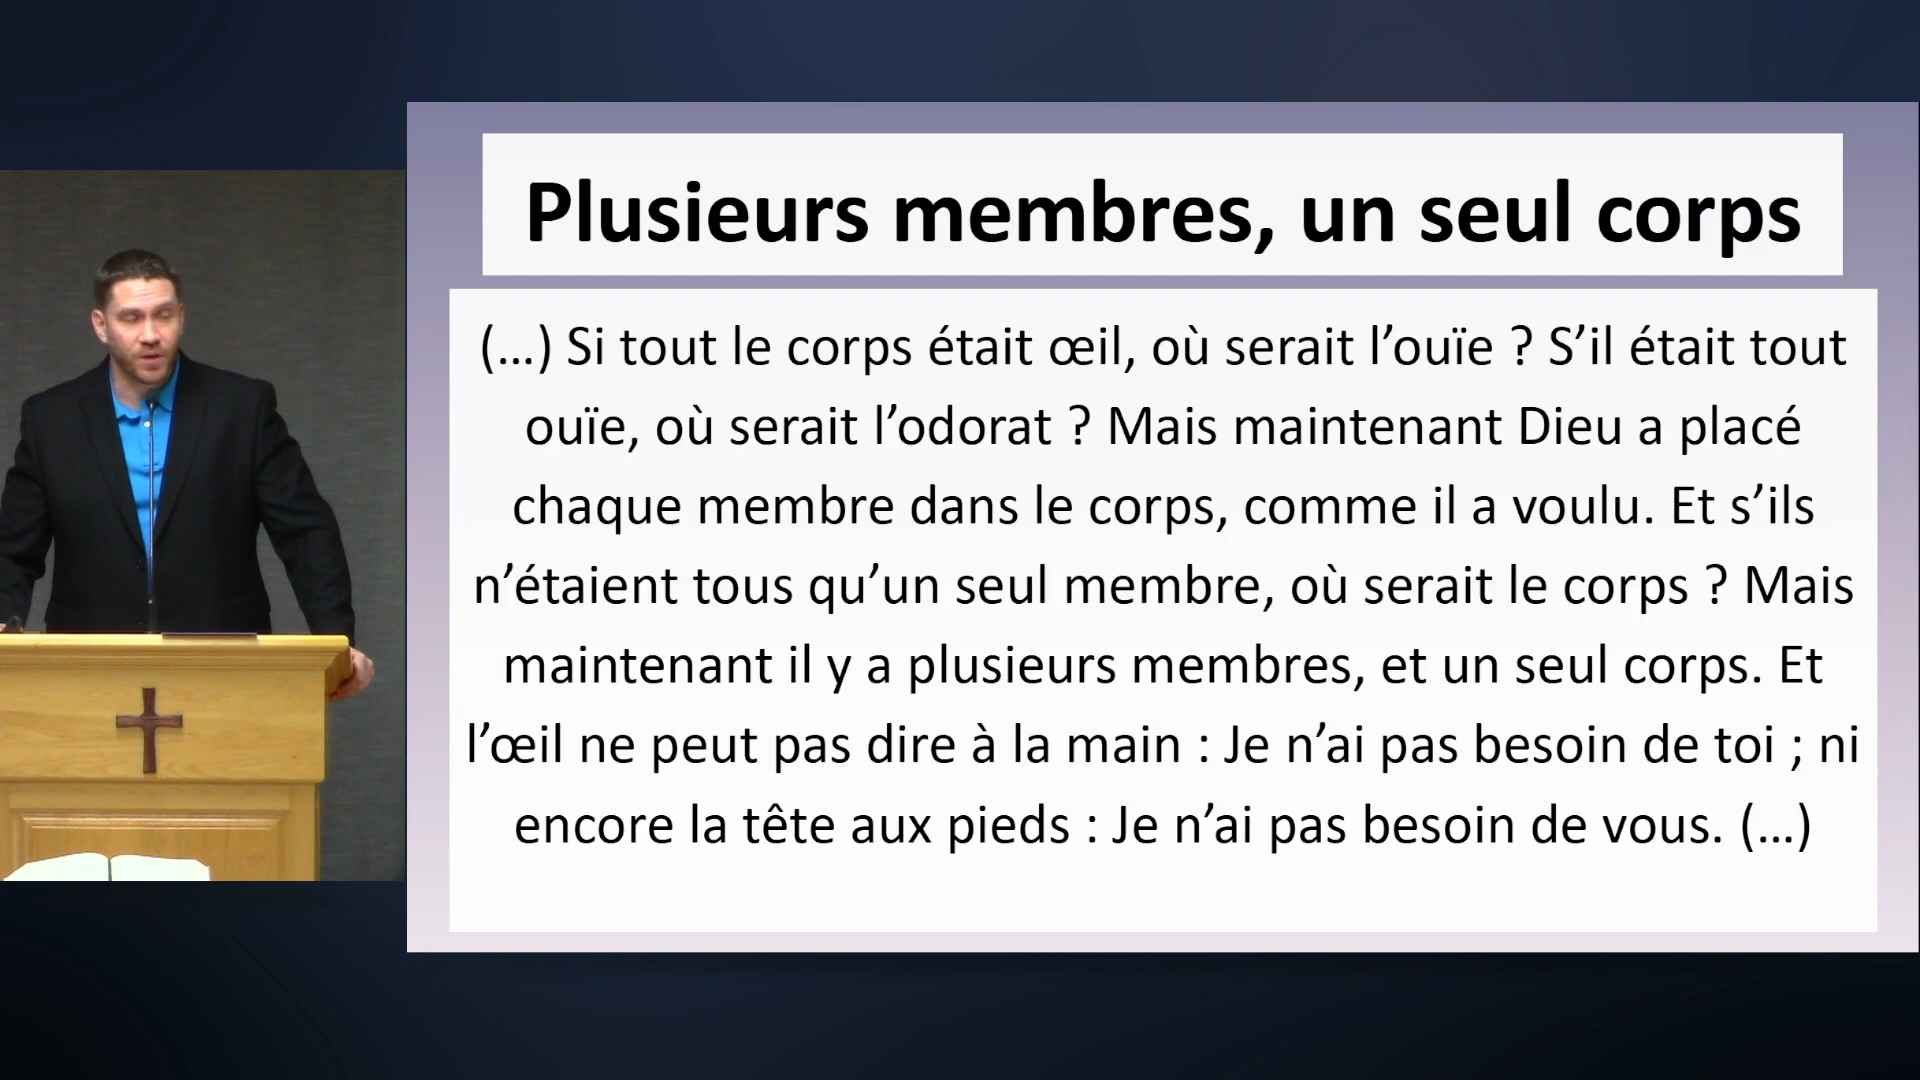 Plusieurs membres, un seul corps
(...) Si tout le corps était œil, où serait l’ouïe ? S’il était tout
ouïe, où serait l’odorat ? Mais maintenant Dieu a placé
chaque membre dans le corps, comme il a voulu. Et s’ils
n’étaient tous qu’un seul membre, où serait le corps ? Mais
maintenant il y a plusieurs membres, et un seul corps. Et
l’œil ne peut pas dire à la main : Je n’ai pas besoin de toi ; ni
encore la tête aux pieds : Je n’ai pas besoin de vous. (...)